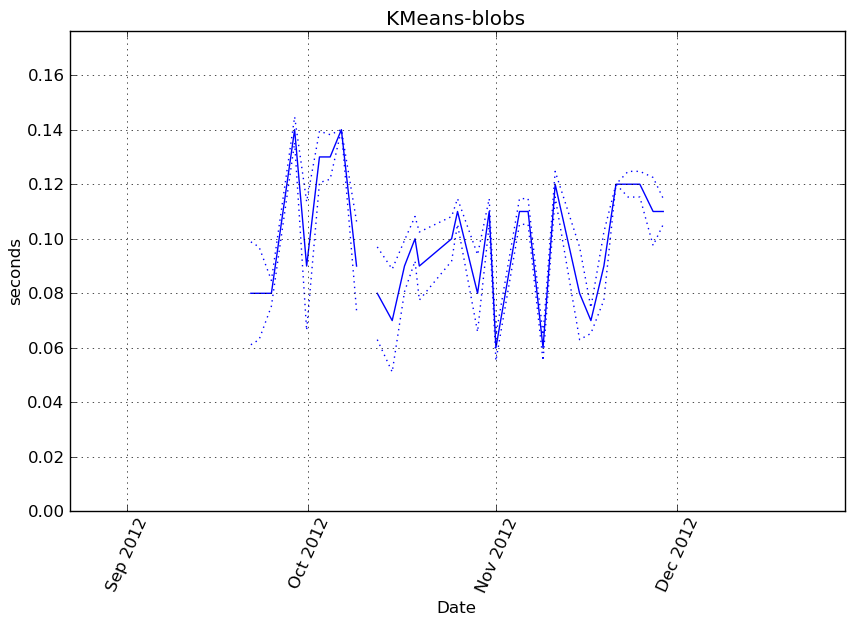 KMeans-blobs
seconds
0.16
0.14
0.12
0.10
0.08
0.06
0.04
0.02
0.00
Sep 2012
Oct 2012
Nov 2012
Dec 2012
Date